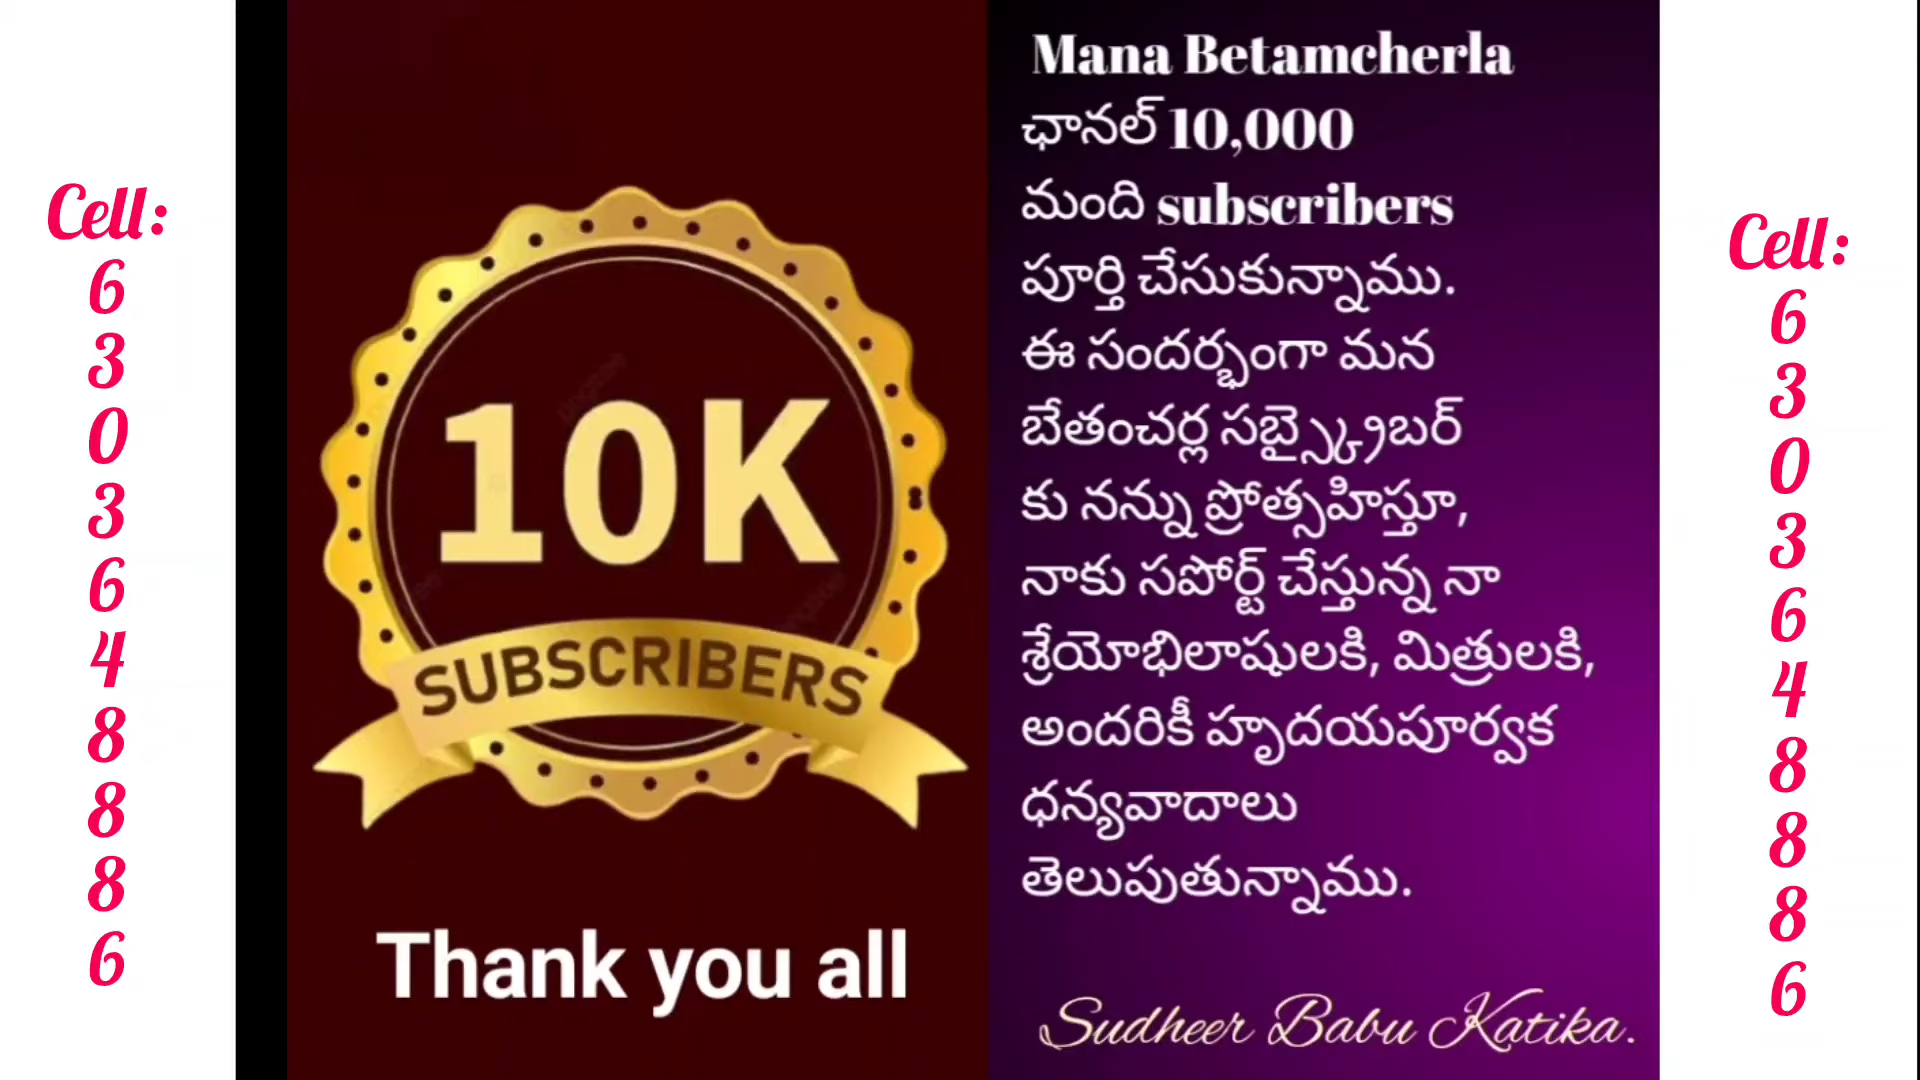 Cell:
6
3
0
3
6
4
8
8
8
6
10K
SUBSCRIBERS
Thank you all
Mana Betamcherla
ఛానల్ 10,000
మంది subscribers
పూర్తి చేసుకున్నాము.
ఈ సందర్భంగా మన
బేతంచర్ల సబ్స్క్రైబర్
కు నన్ను ప్రోత్సహిస్తూ,
నాకు సపోర్ట్ చేస్తున్న నా
శ్రేయోభిలాషులకి, మిత్రులకి,
అందరికీ హృదయపూర్వక
ధన్యవాదాలు
తెలుపుతున్నాము.
Sudheer Babu Katika.
Cell:
6
3
0
3
6
4
8
8
8
6